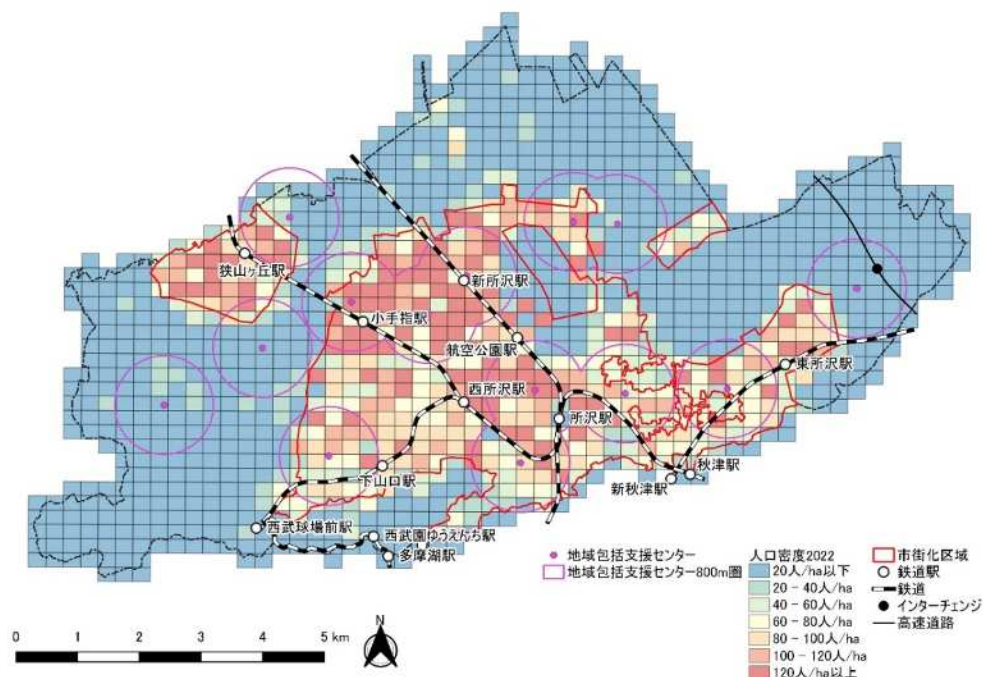 狭山ヶ丘駅
新所沢駅
小手指駅
航空公園駅
東所沢駅
西所沢駅
所沢駅
秋津駅
下山口駅
新秋津駅
西武球場前駅
西武園ゆうえんち駅
多摩湖駅
地域包括支援センター
地域包括支援センター800m圏
人口密度2022
20人/ha以下
20 - 40人/ha
40 - 60人/ha
60 - 80人/ha
80 - 100人/ha
100 - 120人/ha
120人/ha以上
市街化区域
鉄道駅
鉄道
インターチェンジ
高速道路
0 1 2 3 4 5 km
N